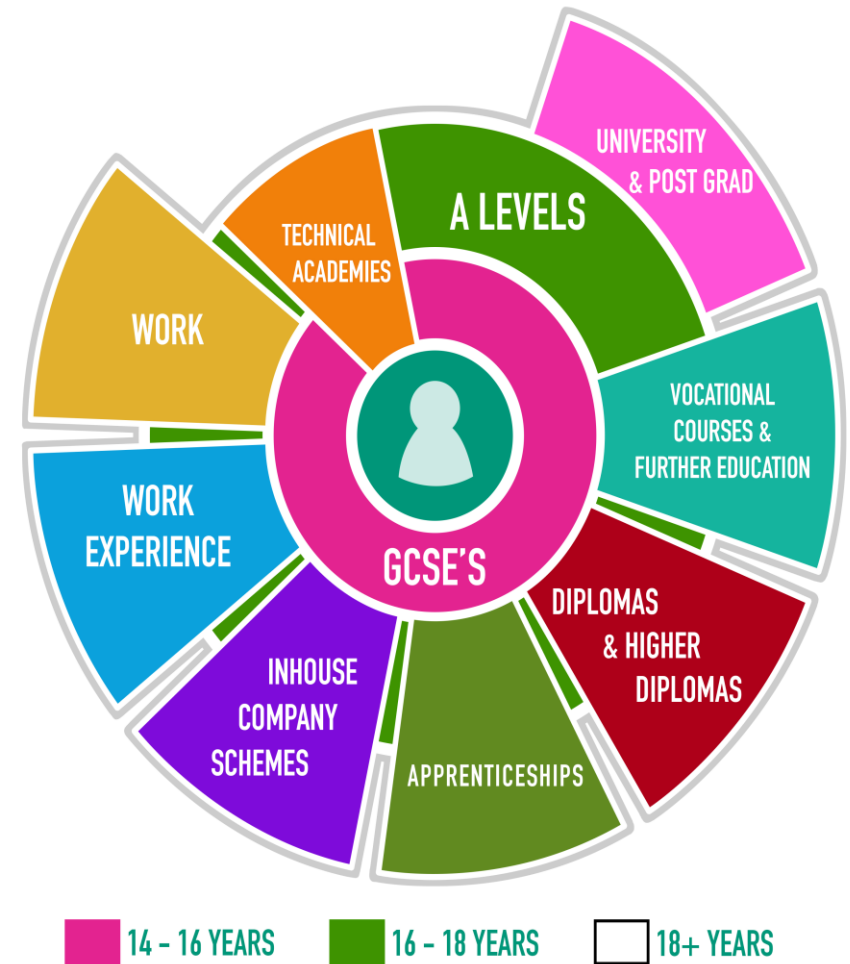 UNIVERSITY
& POST GRAD
A LEVELS
TECHNICAL
ACADEMIES
WORK
VOCATIONAL
COURSES &
FURTHER EDUCATION
WORK
EXPERIENCE
GCSE'S
DIPLOMAS
& HIGHER
DIPLOMAS
INHOUSE
COMPANY
SCHEMES
APPRENTICESHIPS
14 - 16 YEARS
16 - 18 YEARS
18+ YEARS